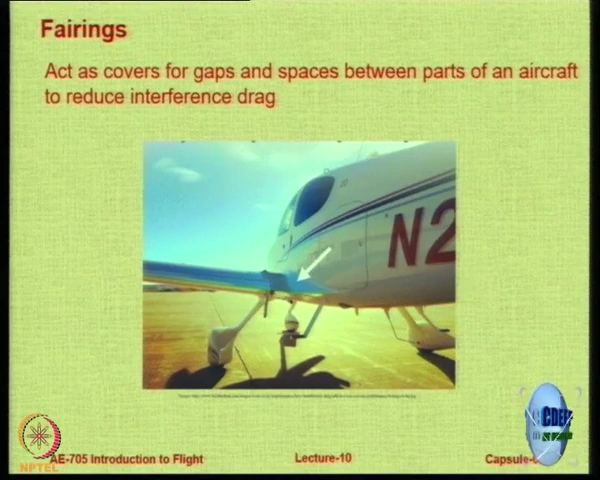 Fairings
Act as covers for gaps and spaces between parts of an aircraft
to reduce interference drag
N2
CDEEP
NPTEL
AE-705 Introduction to Flight
Lecture-10
Capsule-